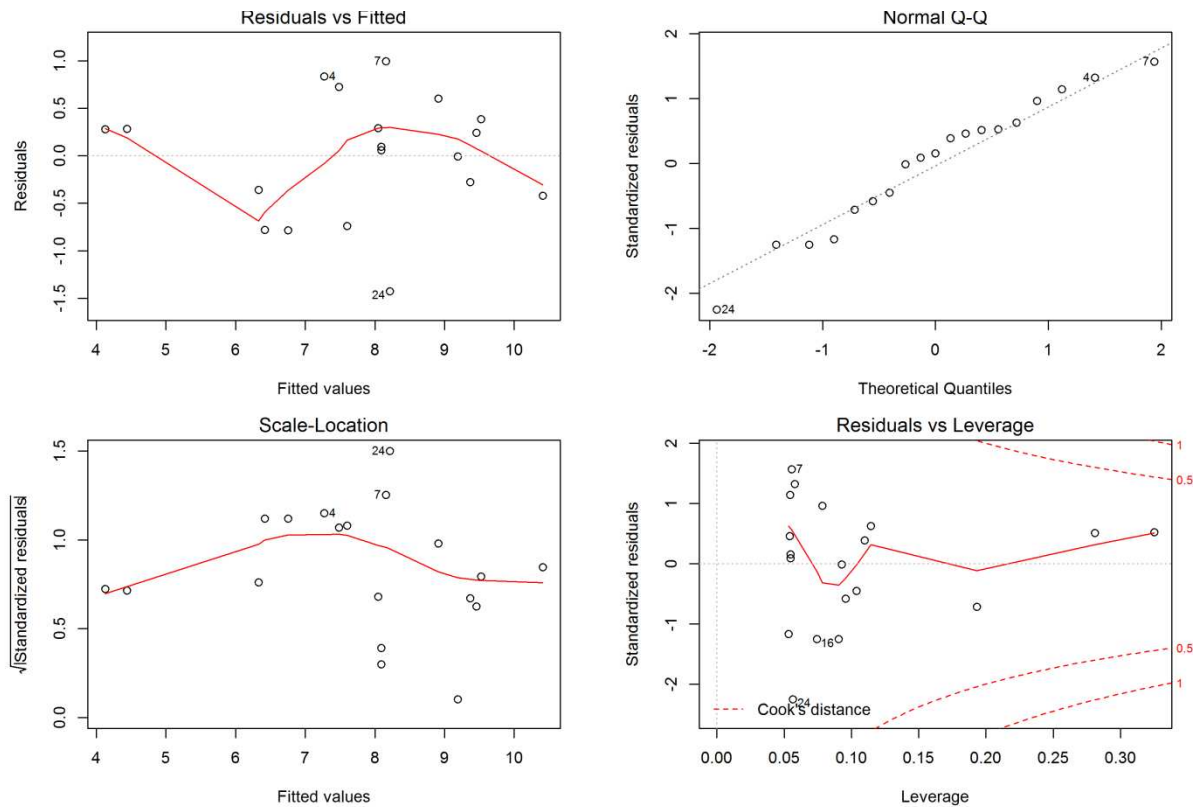 Residuals vs Fitted
Residuals
1.0
0.5
0.0
-0.5
-1.0
-1.5
7
4
24
4 5 6 7 8 9 10
Fitted values
Normal Q-Q
Standardized residuals
2
1
0
-1
-2
7
4
24
-2 -1 0 1 2
Theoretical Quantiles
Scale-Location
√|Standardized residuals|
1.5
1.0
0.5
0.0
24
7
4
4 5 6 7 8 9 10
Fitted values
Residuals vs Leverage
Standardized residuals
2
1
0
-1
-2
1
0.5
0.5
1
7
16
24
Cook's distance
0.00 0.05 0.10 0.15 0.20 0.25 0.30
Leverage